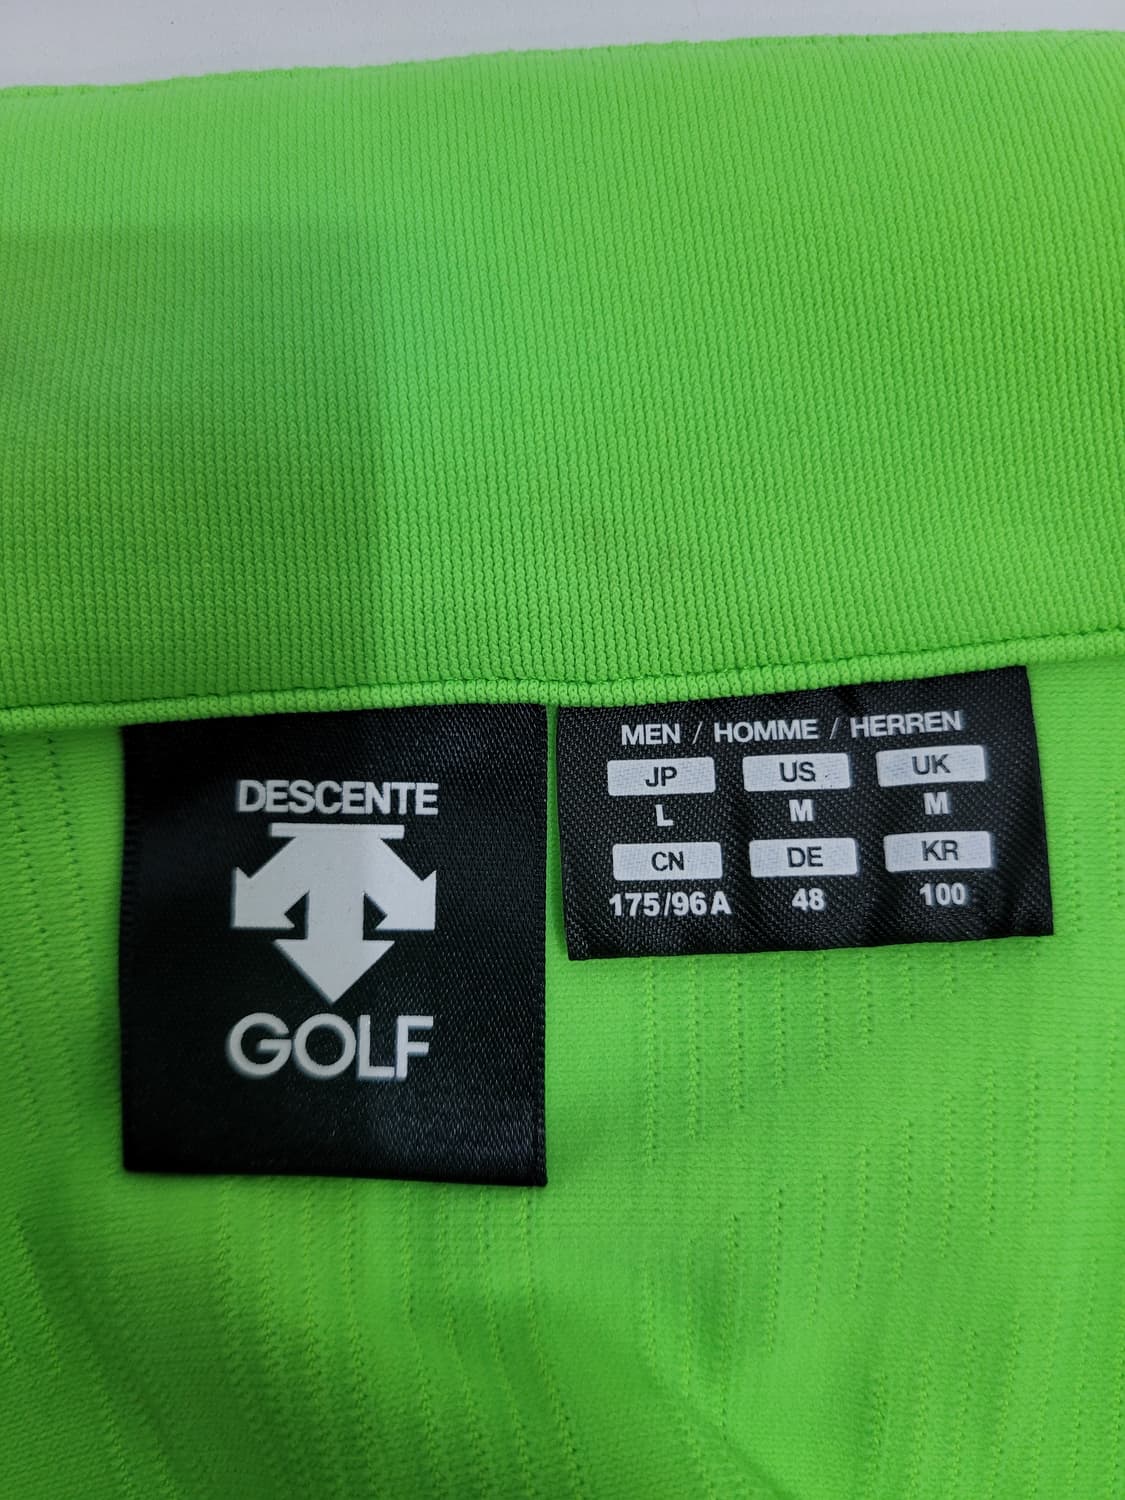 DESCENTE
GOLF
MEN / HOMME / HERREN
JP US UK
L M M
CN DE KR
175/96A 48 100